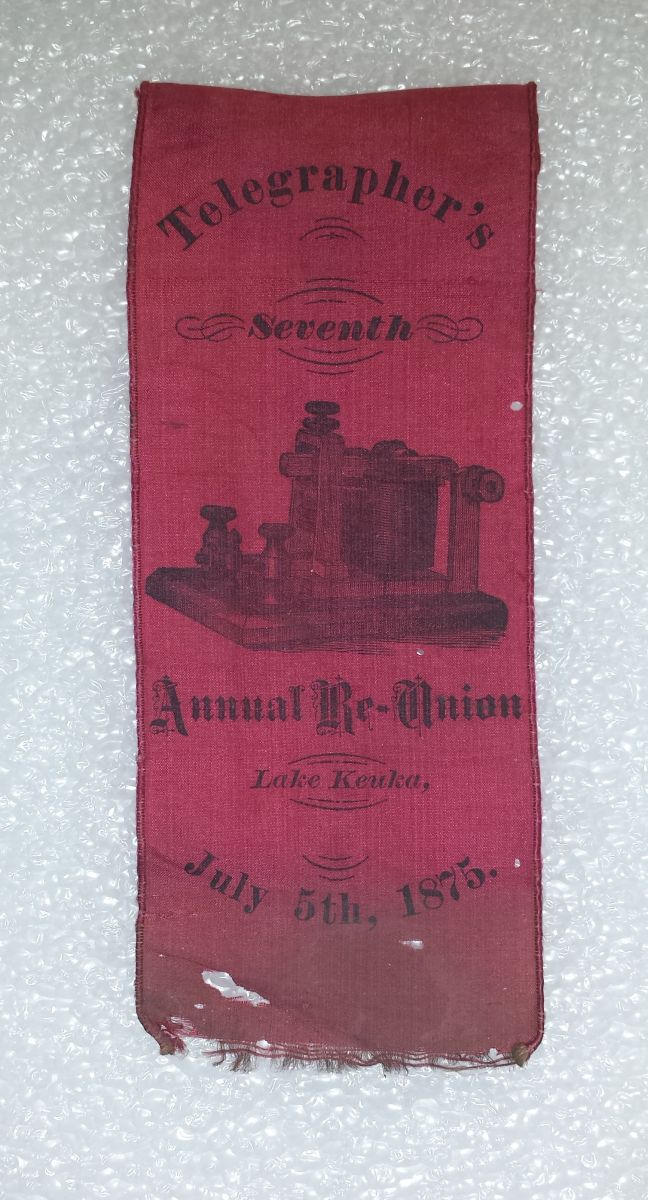 Telegrapher's
Seventh
Annual Re-Union
Lake Keuka,
July 5th, 1875.